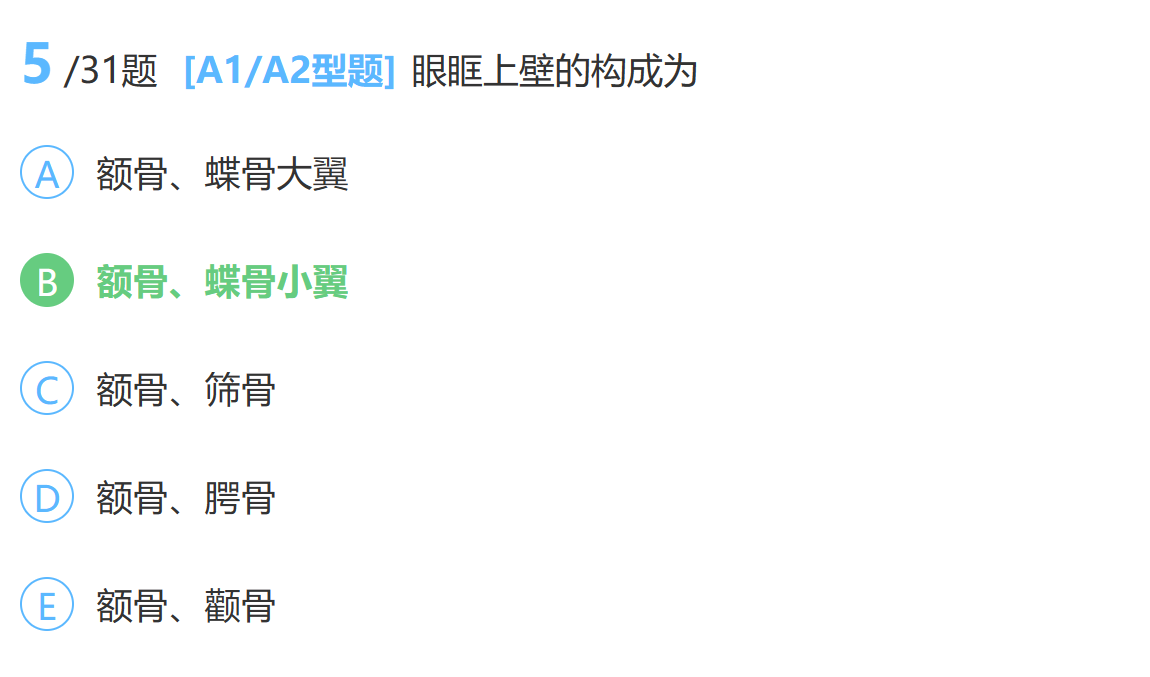 5/31题 [A1/A2型题] 眼眶上壁的构成为
A 额骨、蝶骨大翼
B 额骨、蝶骨小翼
C 额骨、筛骨
D 额骨、腭骨
E 额骨、颧骨